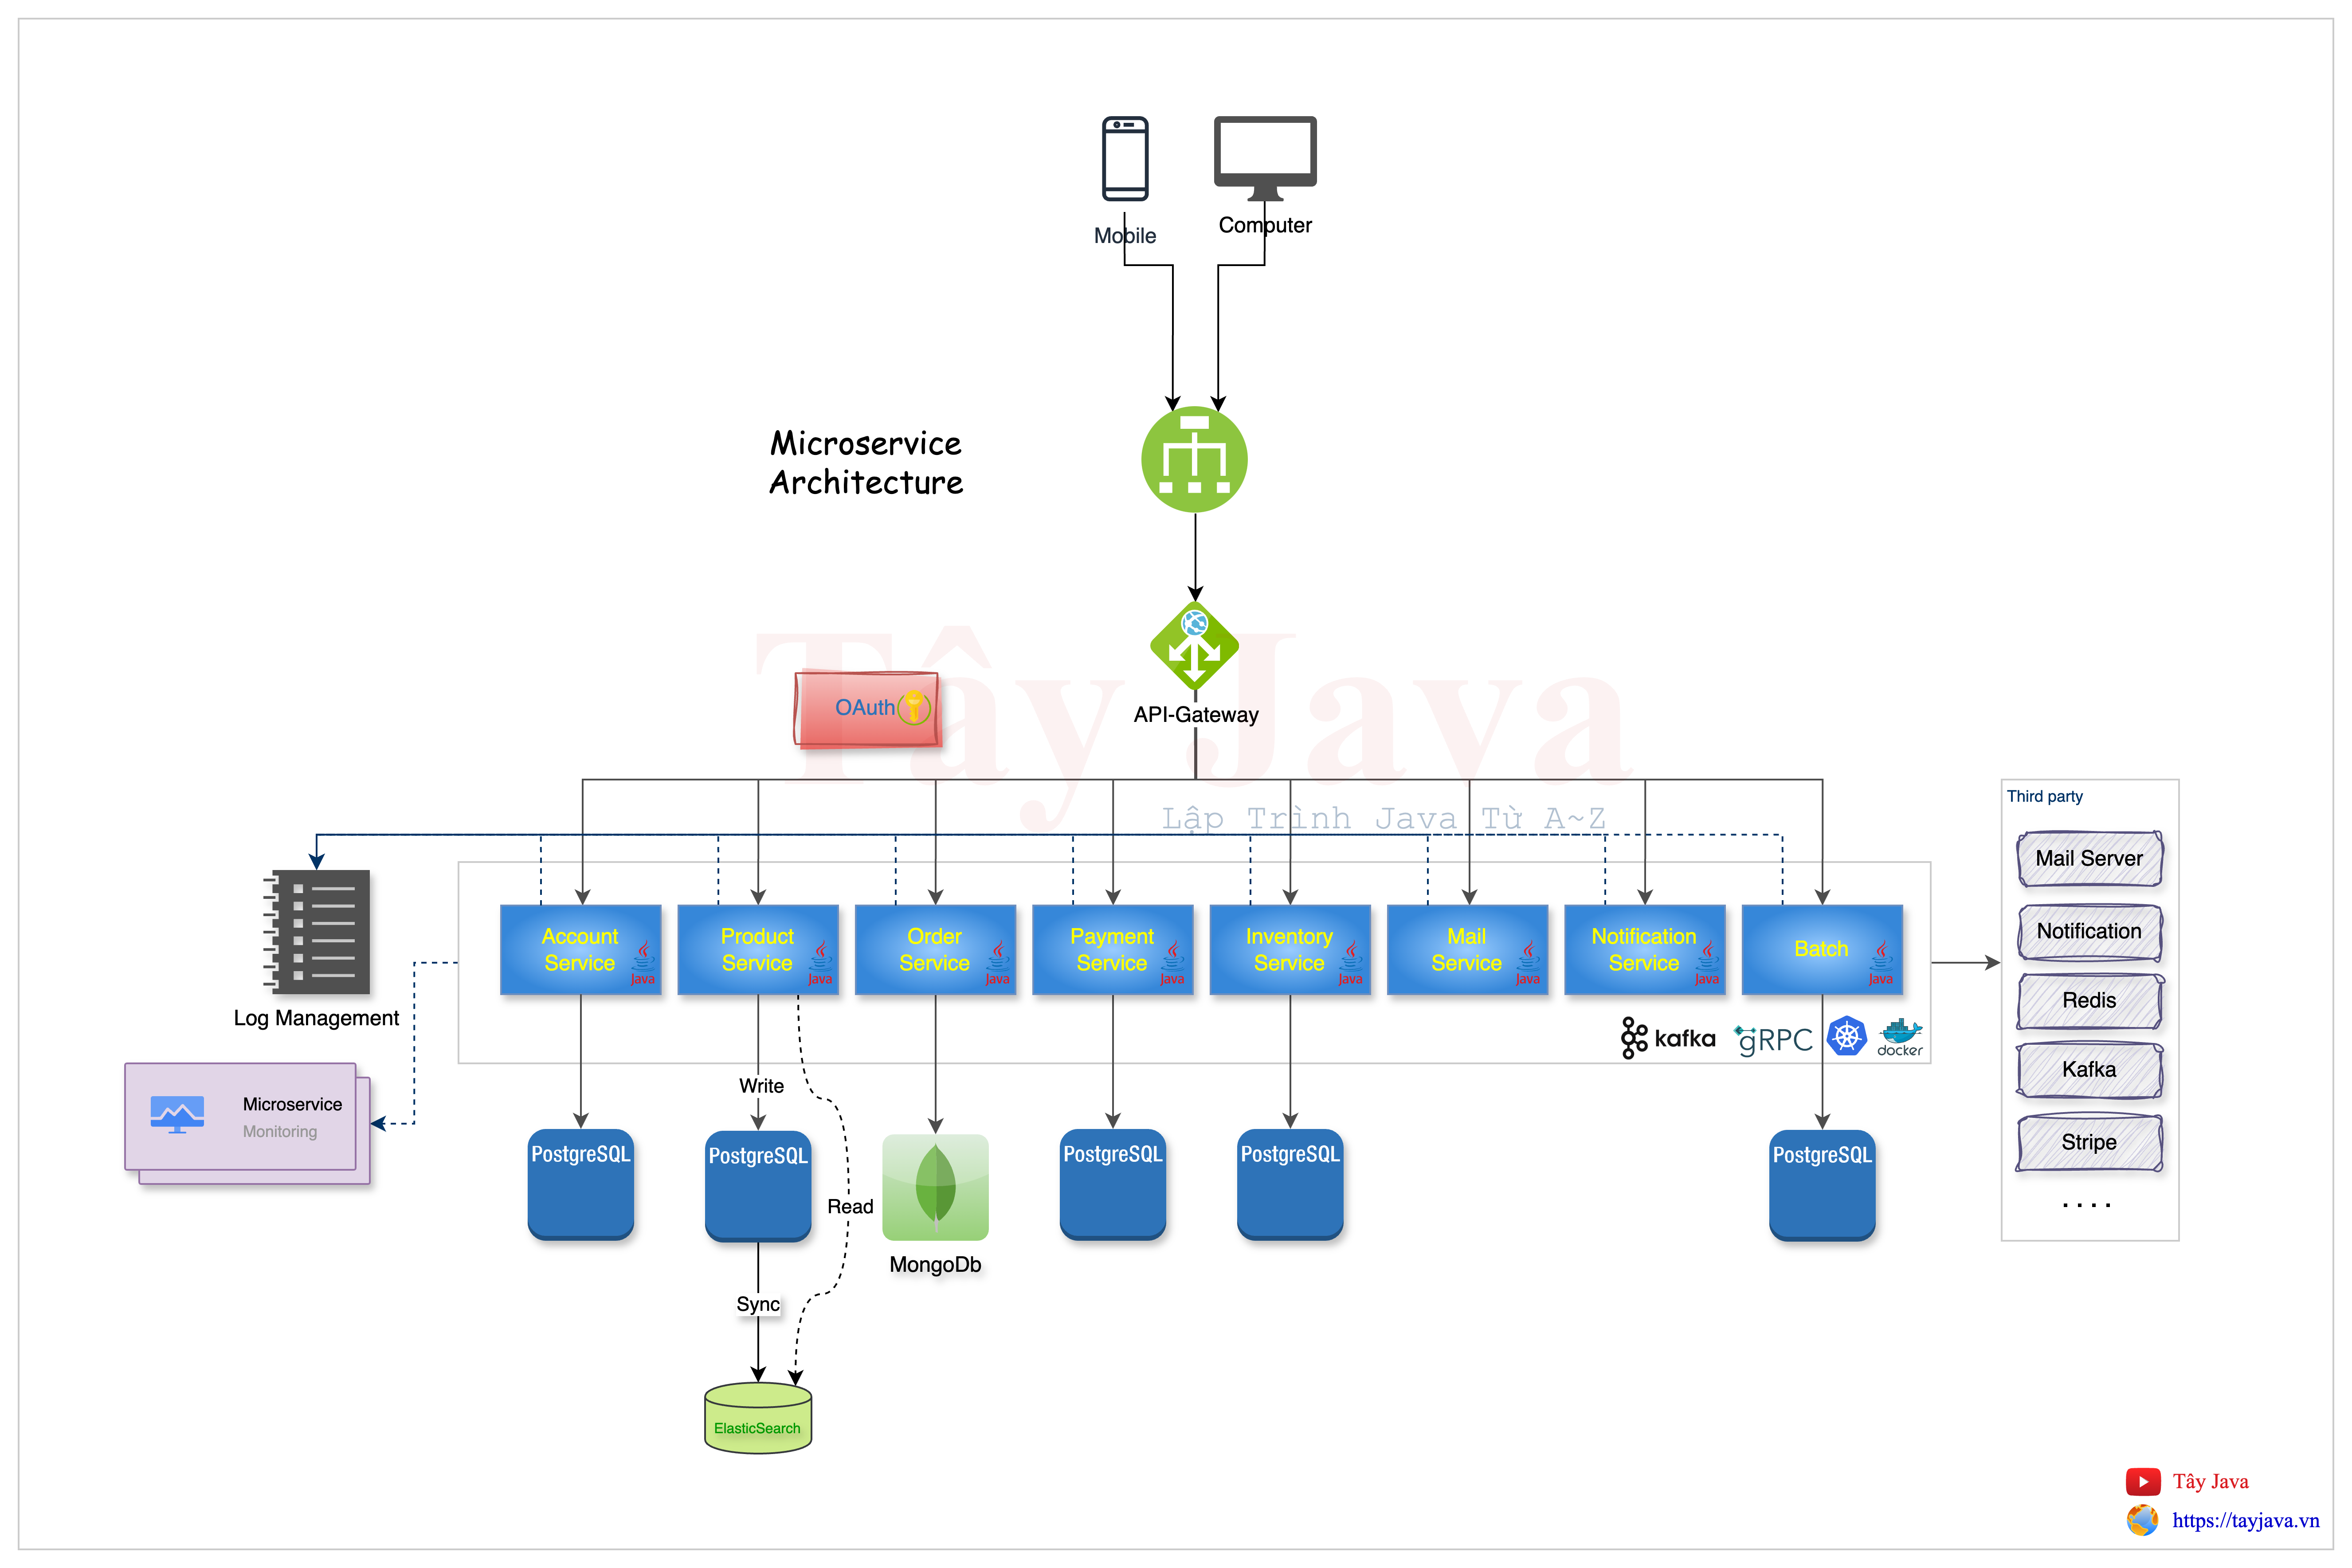 Mobile
Computer
Microservice
Architecture
Tây Java
Lập Trình Java Từ A~Z
OAuth
API-Gateway
Third party
Mail Server
Notification
Redis
Kafka
Stripe
....
Account
Service
Java
Product
Service
Java
Order
Service
Java
Payment
Service
Java
Inventory
Service
Java
Mail
Service
Java
Notification
Service
Java
Batch
Java
Log Management
kafka
gRPC
docker
Microservice
Monitoring
Write
Read
Sync
PostgreSQL
PostgreSQL
MongoDb
PostgreSQL
PostgreSQL
PostgreSQL
ElasticSearch
Tây Java
https://tayjava.vn